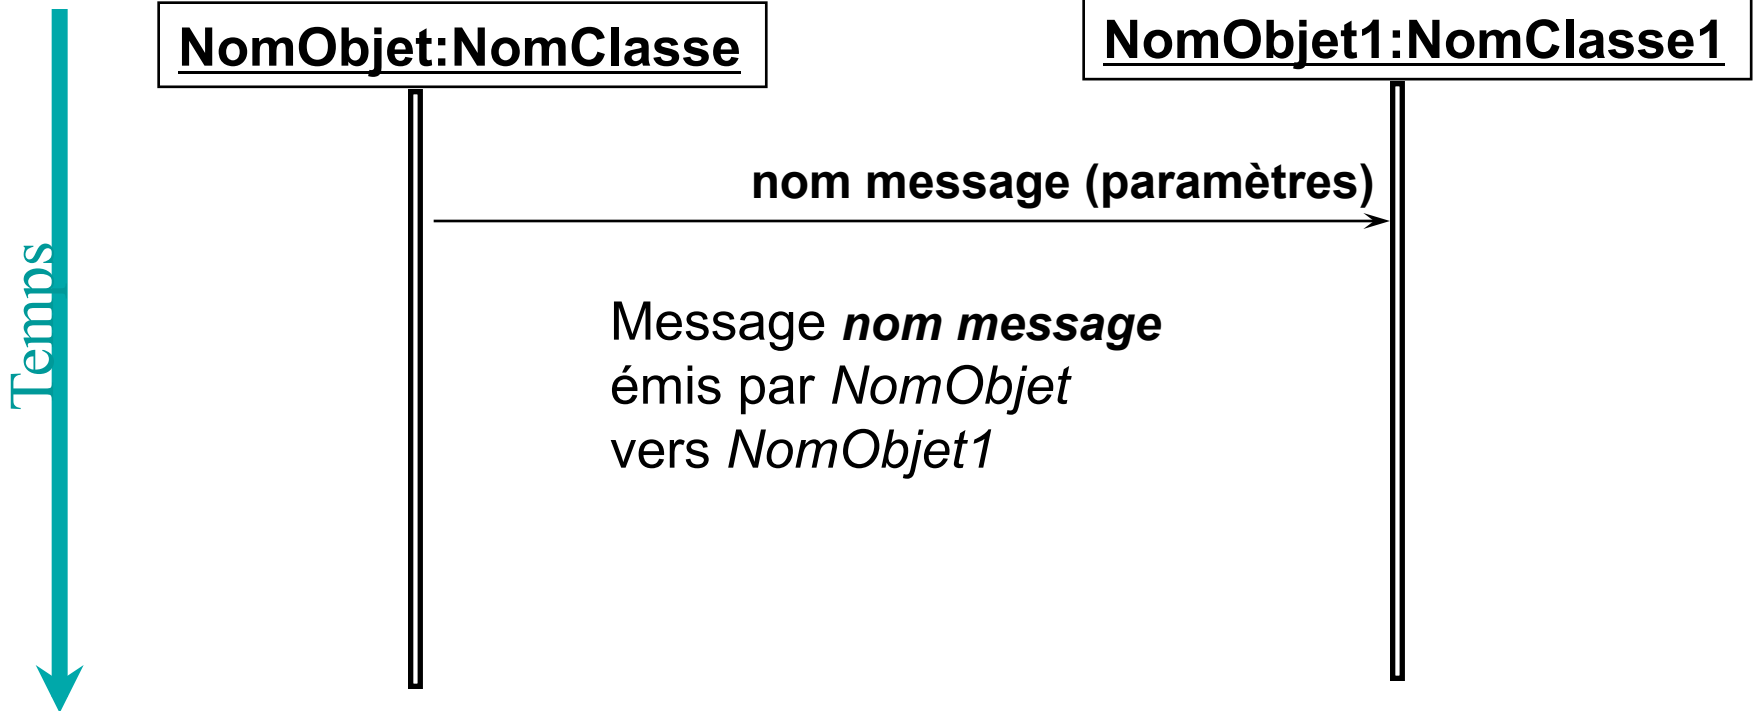 NomObjet:NomClasse
NomObjet1:NomClasse1
nom message (paramètres)
Temps
Message nom message
émis par NomObjet
vers NomObjet1